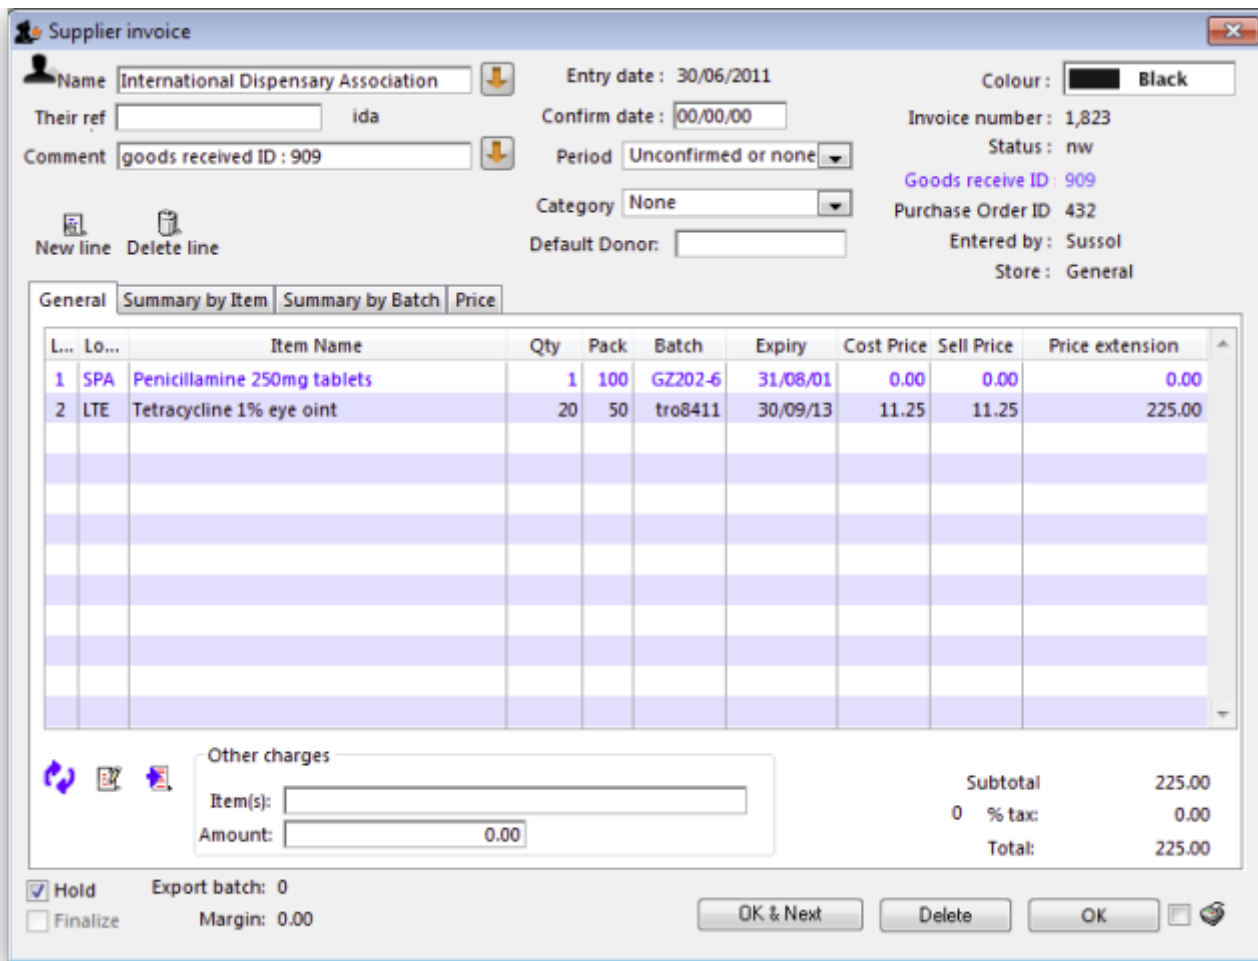 Supplier invoice
Name International Dispensary Association
Entry date : 30/06/2011
Colour : Black
Their ref ida
Confirm date : 00/00/00
Invoice number : 1,823
Comment goods received ID : 909
Period Unconfirmed or none
Status : nw
Goods receive ID : 909
Category None
Purchase Order ID 432
New line Delete line
Default Donor:
Entered by : Sussol
Store : General
General Summary by Item Summary by Batch Price
L... Lo... Item Name Qty Pack Batch Expiry Cost Price Sell Price Price extension
1 SPA Penicillamine 250mg tablets 1 100 GZ202-6 31/08/01 0.00 0.00 0.00
2 LTE Tetracycline 1% eye oint 20 50 tro8411 30/09/13 11.25 11.25 225.00
Other charges
Item(s):
Amount: 0.00
Subtotal 225.00
0 % tax: 0.00
Total: 225.00
Hold Export batch: 0
Finalize Margin: 0.00
OK & Next Delete OK